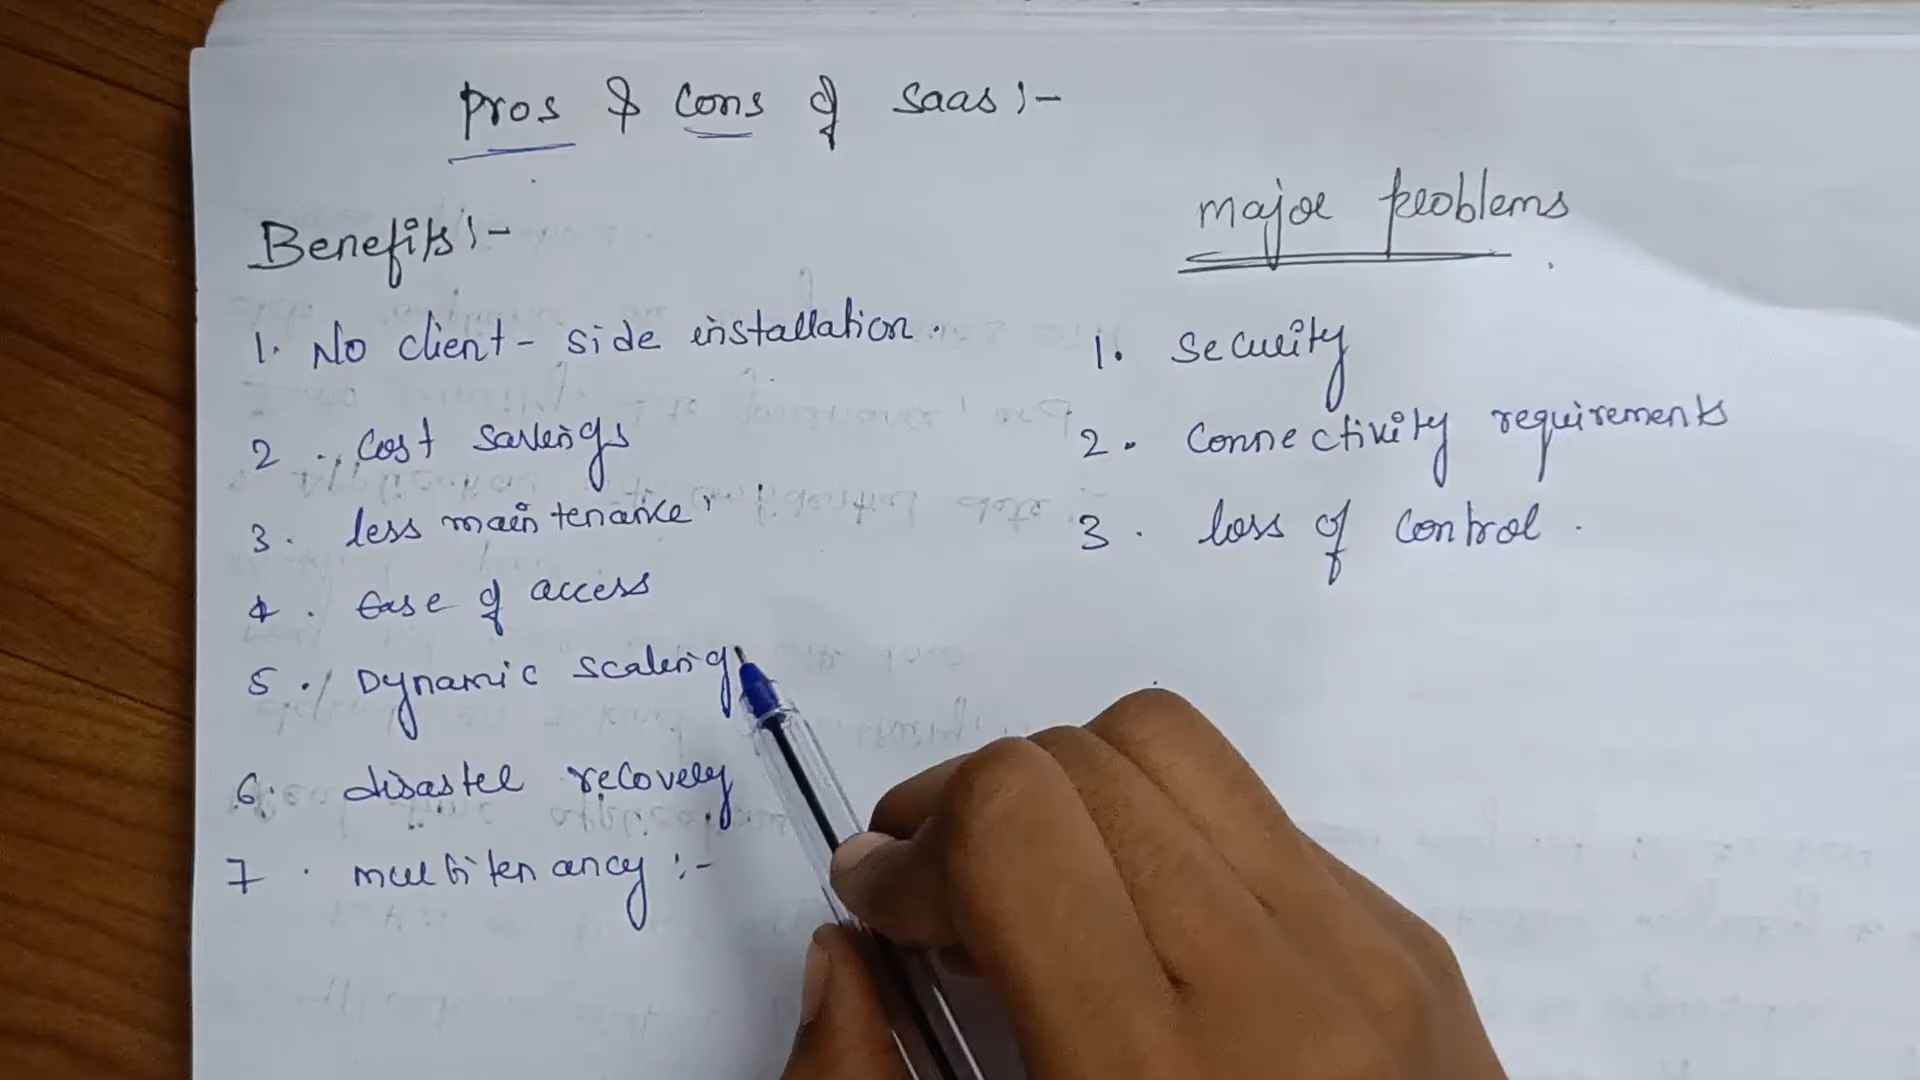 Pros & Cons of Saas :-
Benefits :-
1. No client-side installation.
2. Cost savings
3. less maintenance
4. Ease of access
5. Dynamic scaling
6. disaster recovery
7. multitenancy :-
major problems
1. Security
2. Connectivity requirements
3. loss of control.